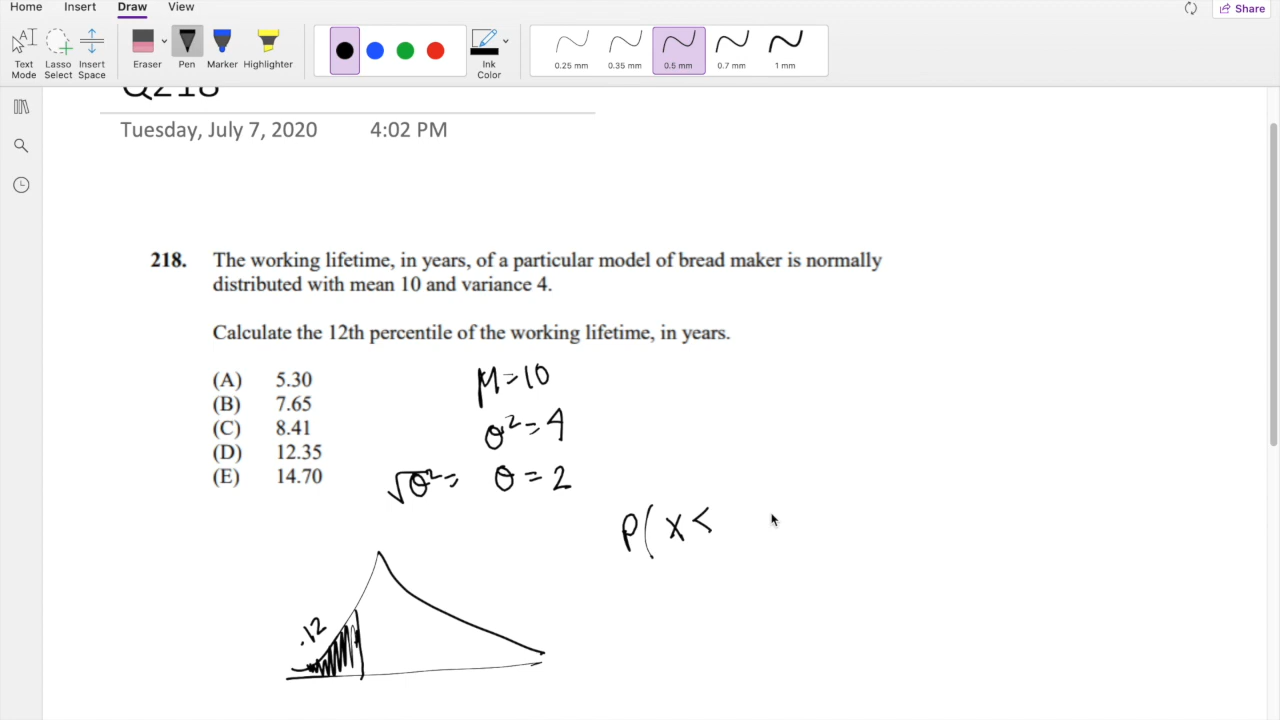 Home Insert Draw View
Share
Text Mode
Lasso Select
Insert Space
Eraser
Pen
Marker
Highlighter
Ink Color
0.25 mm
0.35 mm
0.5 mm
0.7 mm
1 mm
Q218
Tuesday, July 7, 2020 4:02 PM
218. The working lifetime, in years, of a particular model of bread maker is normally
distributed with mean 10 and variance 4.
Calculate the 12th percentile of the working lifetime, in years.
(A) 5.30
(B) 7.65
(C) 8.41
(D) 12.35
(E) 14.70
μ=10
σ²=4
√σ²= σ=2
P(X<
.12